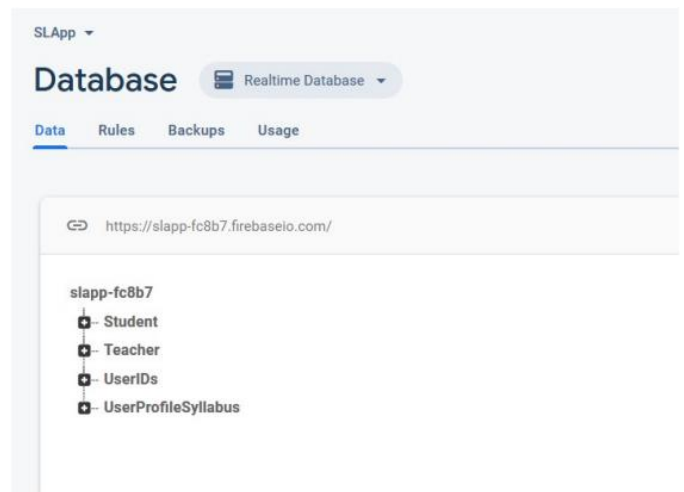 SLApp
Database Realtime Database
Data Rules Backups Usage
https://slapp-fc8b7.firebaseio.com/
slapp-fc8b7
Student
Teacher
UserIDs
UserProfileSyllabus